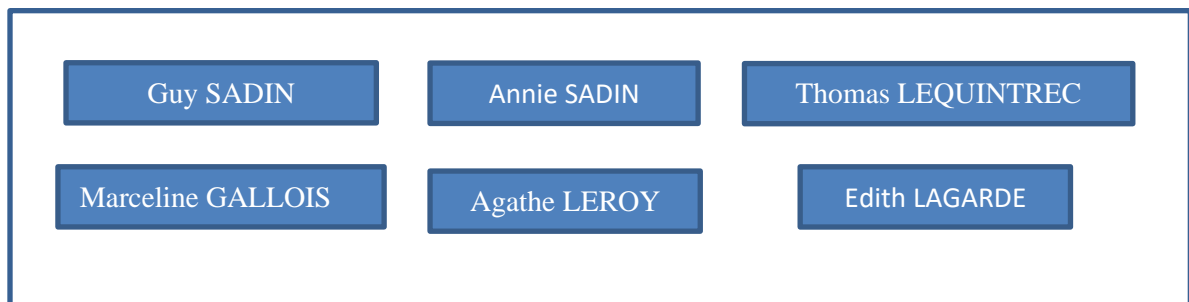 Guy SADIN
Annie SADIN
Thomas LEQUINTREC
Marceline GALLOIS
Agathe LEROY
Edith LAGARDE